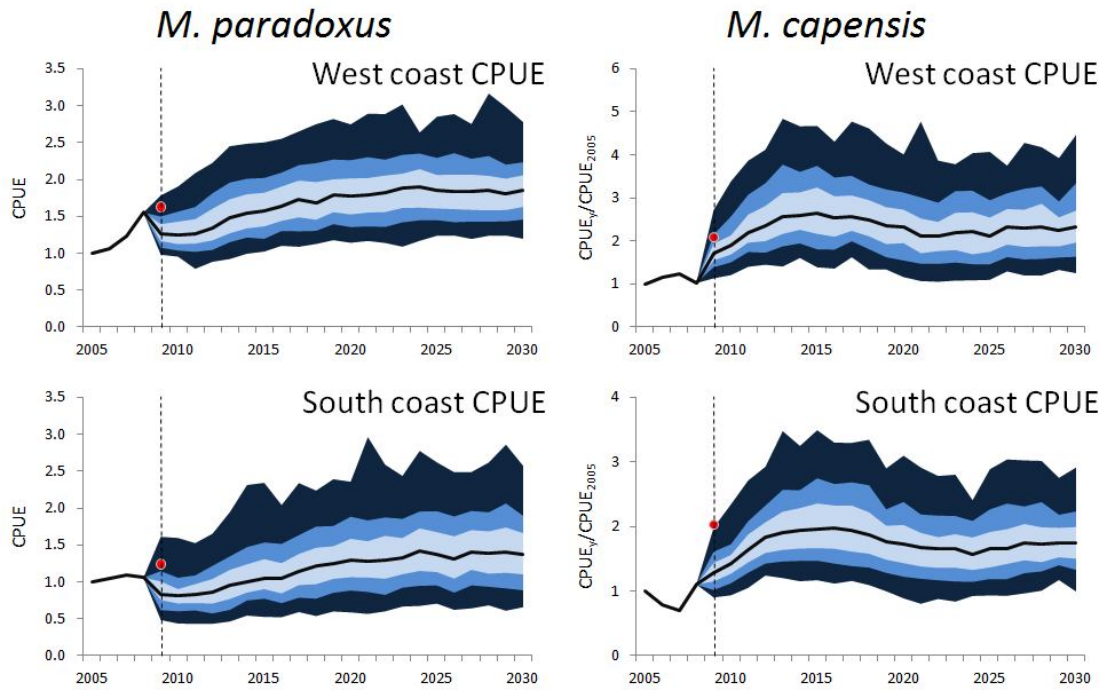 M. paradoxus
M. capensis
West coast CPUE
3.5
3.0
2.5
2.0
1.5
1.0
0.5
0.0
CPUE
2005 2010 2015 2020 2025 2030
West coast CPUE
6
5
4
3
2
1
0
CPUEy/CPUE2005
2005 2010 2015 2020 2025 2030
South coast CPUE
3.5
3.0
2.5
2.0
1.5
1.0
0.5
0.0
CPUE
2005 2010 2015 2020 2025 2030
South coast CPUE
4
3
2
1
0
CPUEy/CPUE2005
2005 2010 2015 2020 2025 2030